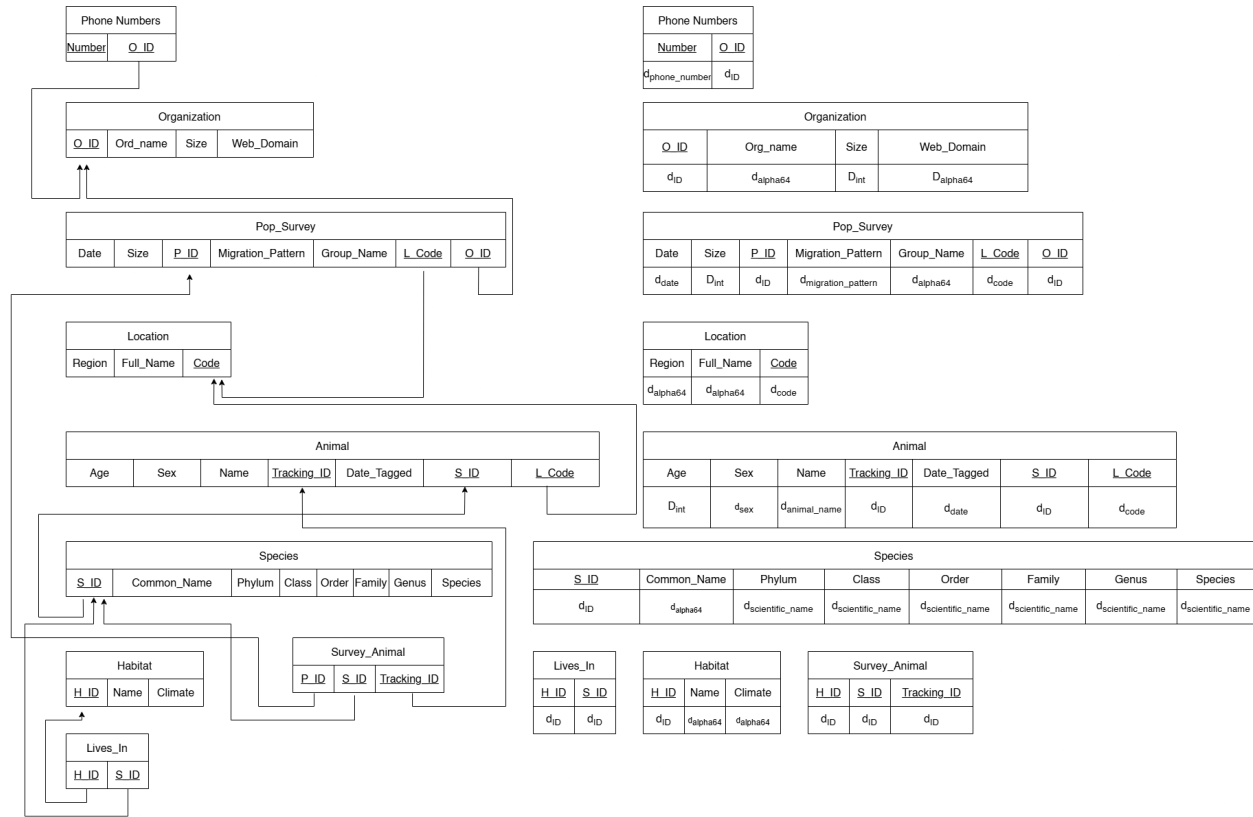 Phone Numbers
Number O_ID
Organization
O_ID Ord_name Size Web_Domain
Pop_Survey
Date Size P_ID Migration_Pattern Group_Name L_Code O_ID
Location
Region Full_Name Code
Animal
Age Sex Name Tracking_ID Date_Tagged S_ID L_Code
Species
S_ID Common_Name Phylum Class Order Family Genus Species
Habitat
H_ID Name Climate
Survey_Animal
P_ID S_ID Tracking_ID
Lives_In
H_ID S_ID
Phone Numbers
Number O_ID
dphone_number dID
Organization
O_ID Org_name Size Web_Domain
dID dalpha64 Dint Dalpha64
Pop_Survey
Date Size P_ID Migration_Pattern Group_Name L_Code O_ID
ddate Dint dID dmigration_pattern dalpha64 dcode dID
Location
Region Full_Name Code
dalpha64 dalpha64 dcode
Animal
Age Sex Name Tracking_ID Date_Tagged S_ID L_Code
Dint dsex danimal_name dID ddate dID dcode
Species
S_ID Common_Name Phylum Class Order Family Genus Species
dID dalpha64 dscientific_name dscientific_name dscientific_name dscientific_name dscientific_name dscientific_name
Lives_In
H_ID S_ID
dID dID
Habitat
H_ID Name Climate
dID dalpha64 dalpha64
Survey_Animal
H_ID S_ID Tracking_ID
dID dID dID